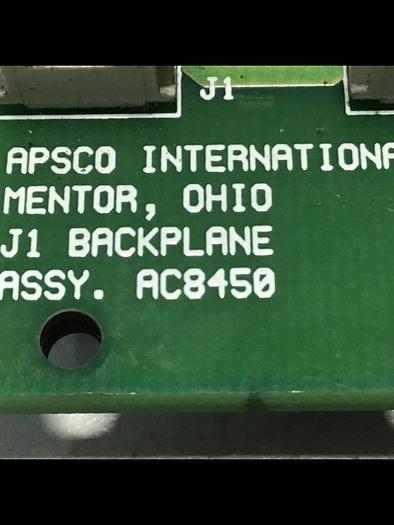 J1
APSCO INTERNATIONA
MENTOR, OHIO
J1 BACKPLANE
ASSY. AC8450